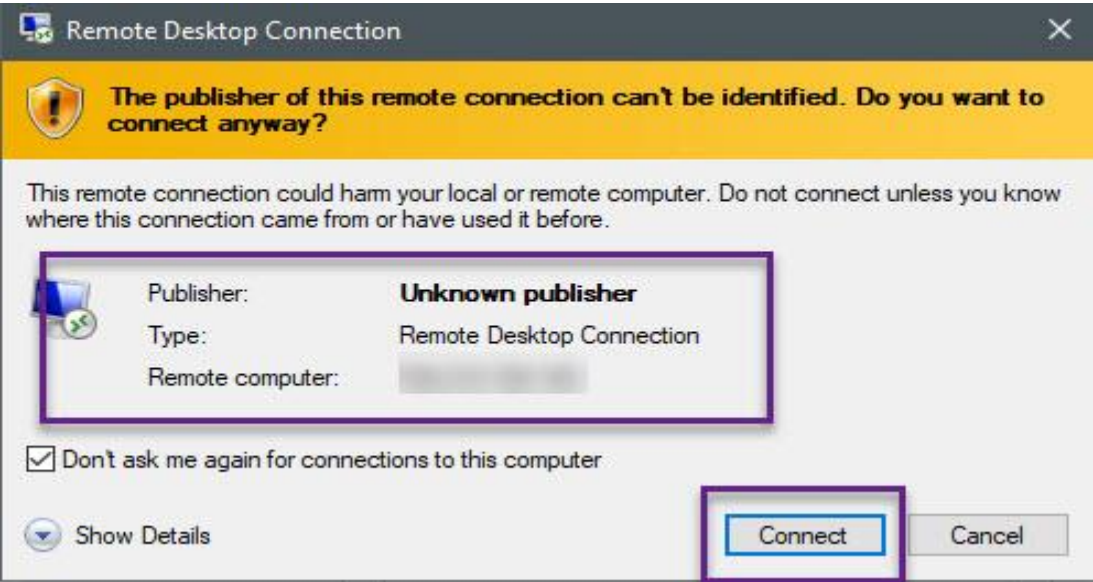 Remote Desktop Connection
The publisher of this remote connection can't be identified. Do you want to
connect anyway?
This remote connection could harm your local or remote computer. Do not connect unless you know
where this connection came from or have used it before.
Publisher: Unknown publisher
Type: Remote Desktop Connection
Remote computer:
Don't ask me again for connections to this computer
Show Details Connect Cancel